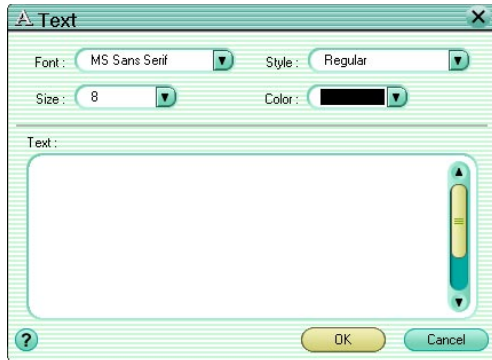 A Text
Font : MS Sans Serif Style : Regular
Size : 8 Color :
Text :
?
OK Cancel